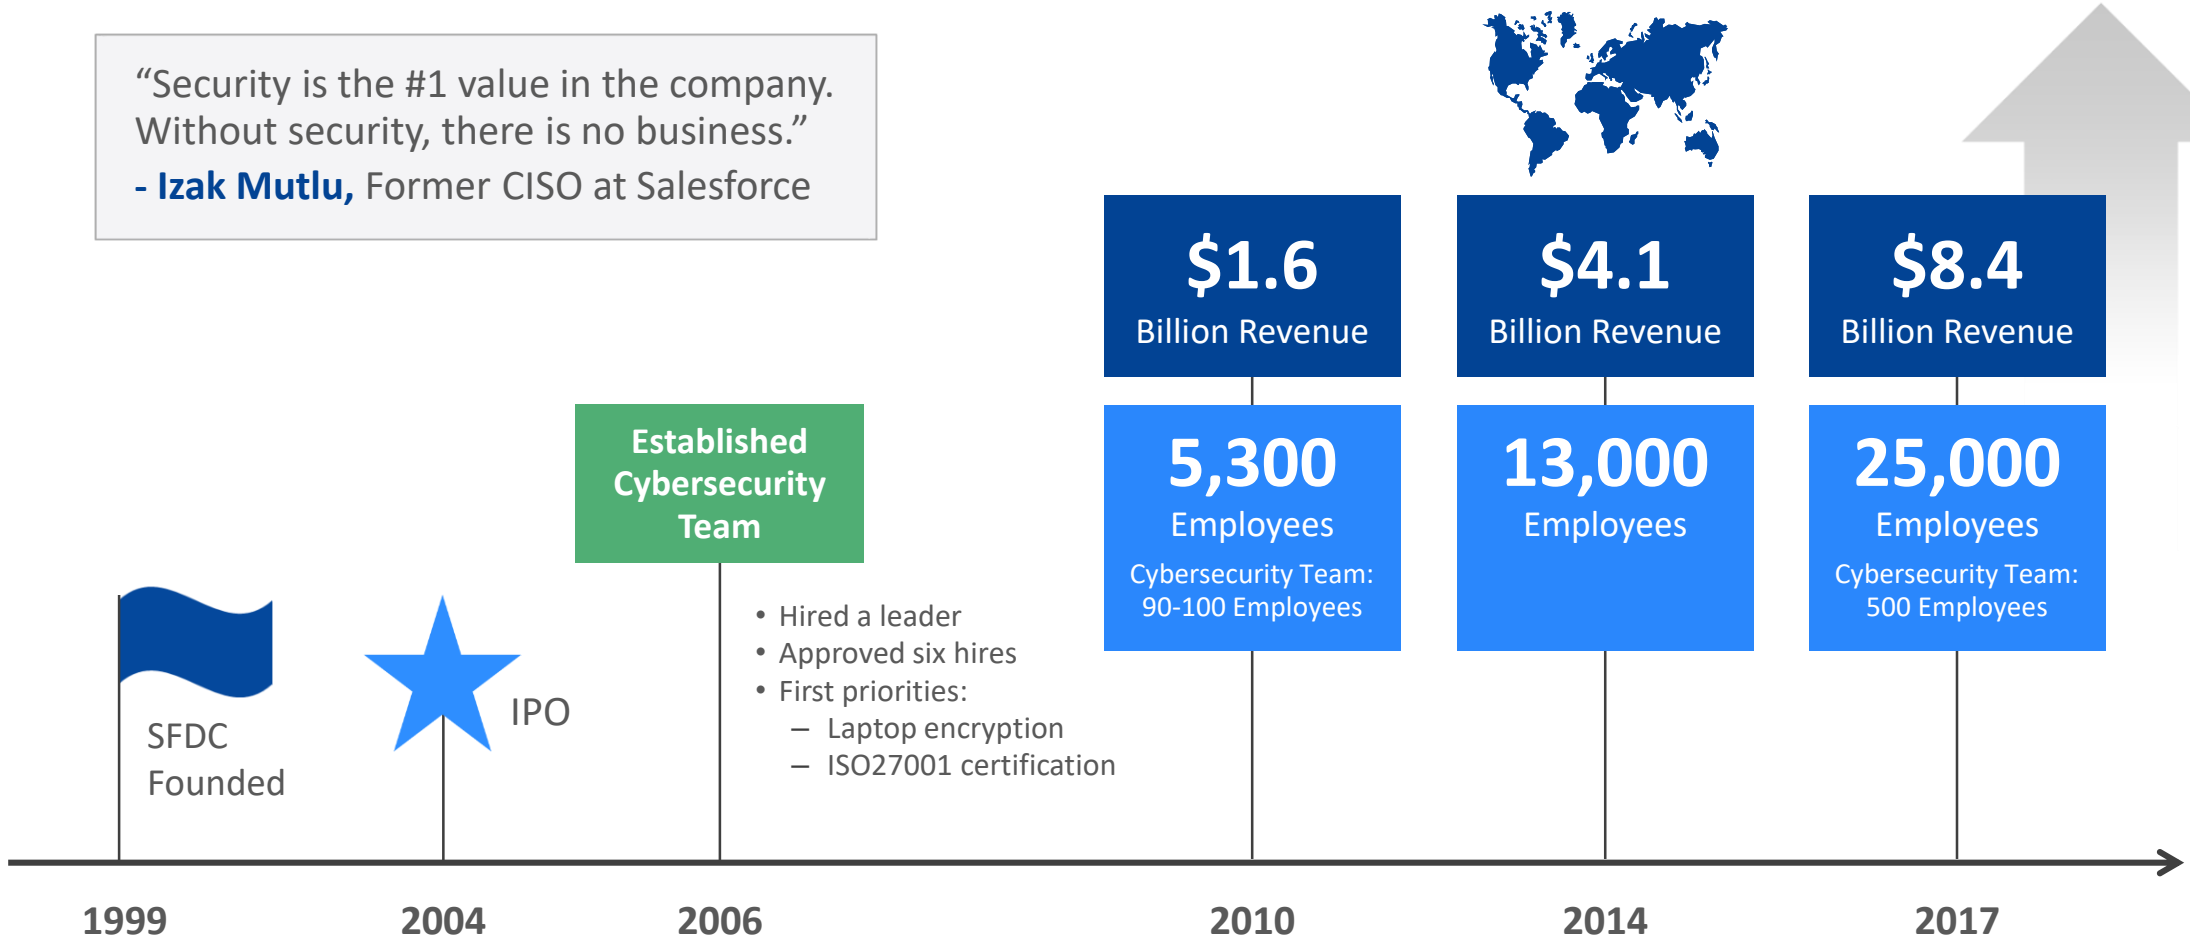 “Security is the #1 value in the company.
Without security, there is no business.”
- Izak Mutlu, Former CISO at Salesforce
$1.6
Billion Revenue
$4.1
Billion Revenue
$8.4
Billion Revenue
Established
Cybersecurity
Team
5,300
Employees
Cybersecurity Team:
90-100 Employees
13,000
Employees
25,000
Employees
Cybersecurity Team:
500 Employees
SFDC
Founded
IPO
• Hired a leader
• Approved six hires
• First priorities:
– Laptop encryption
– ISO27001 certification
1999
2004
2006
2010
2014
2017